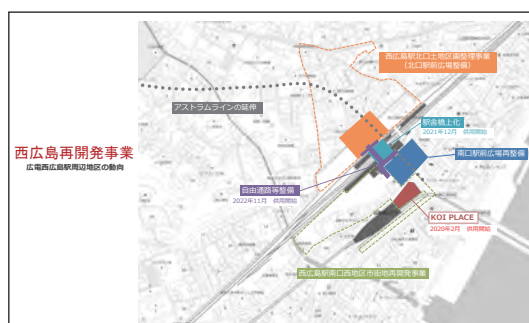 西広島駅北口土地区画整理事業
（北口駅前広場整備）
アストラムラインの延伸
駅舎橋上化
2021年12月　供用開始
西広島再開発事業
広電西広島駅周辺地区の動向
南口駅前広場再整備
自由通路等整備
2022年11月　供用開始
KOI PLACE
2020年2月　供用開始
西広島駅南口西地区市街地再開発事業